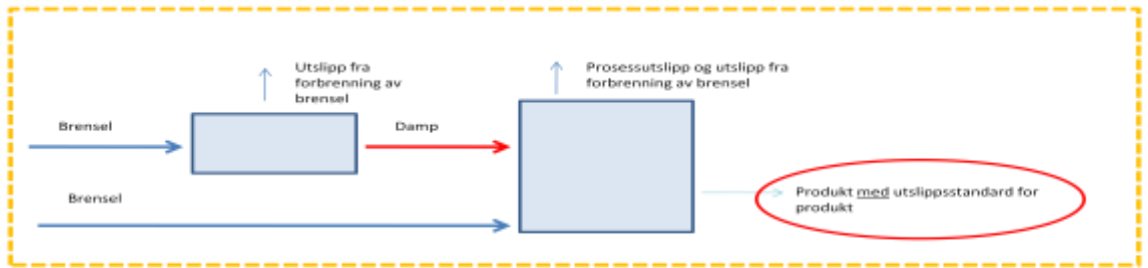 Utslipp fra
forbrenning av
brensel
Prosessutslipp og utslipp fra
forbrenning av brensel
Brensel
Damp
Brensel
Produkt med utslippsstandard for
produkt